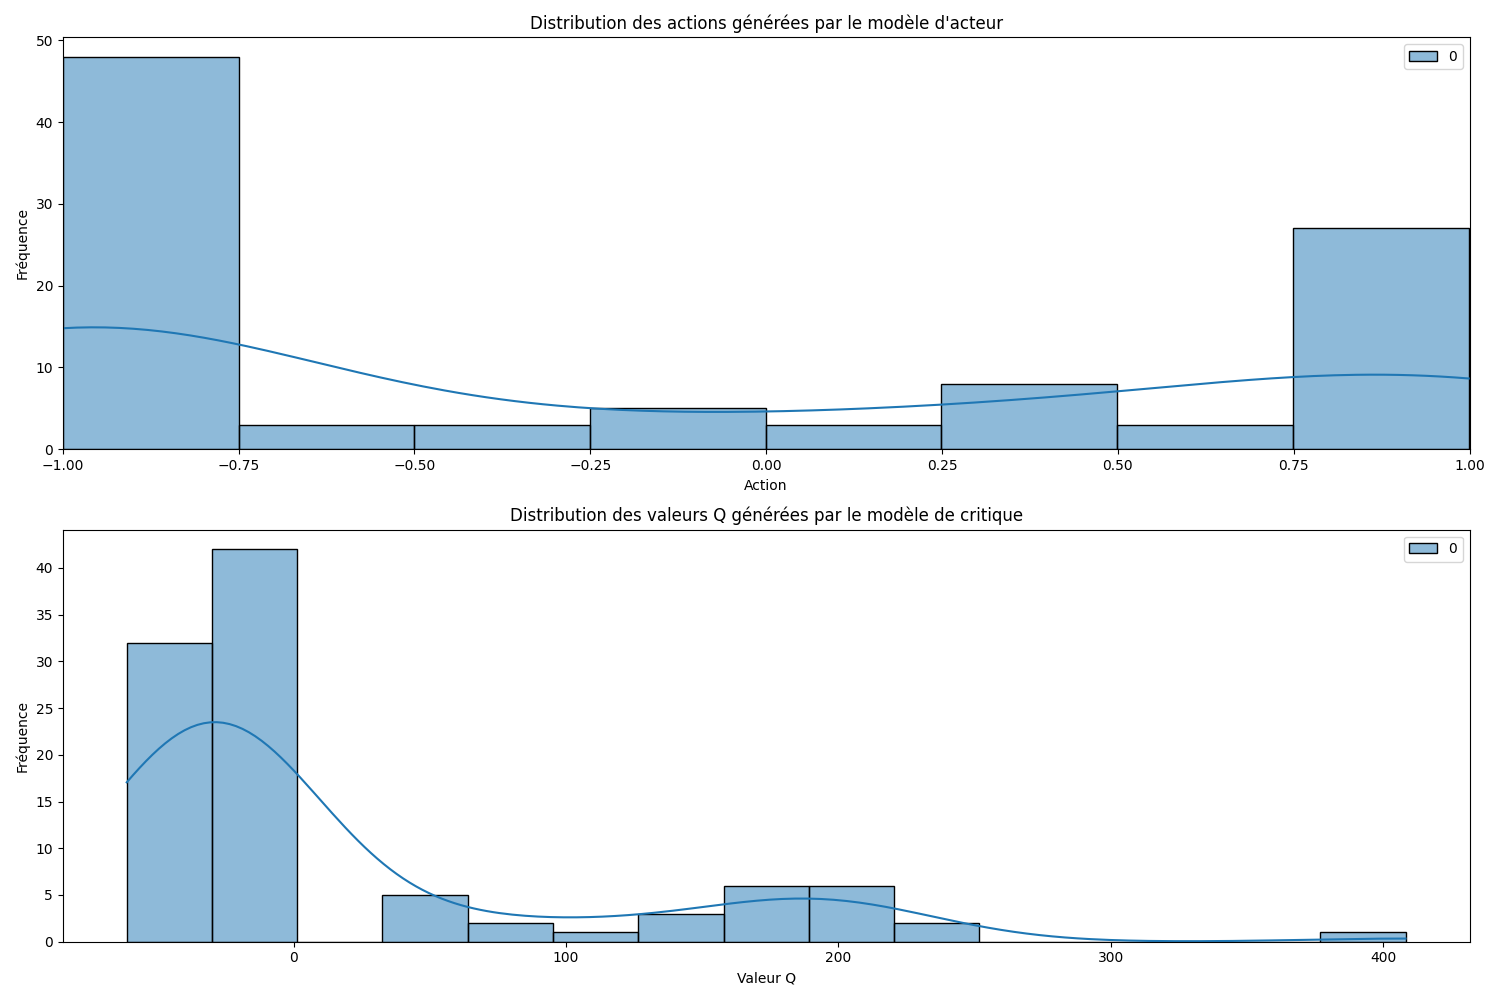 Distribution des actions générées par le modèle d'acteur
0
50
40
30
20
10
0
Fréquence
−1.00 −0.75 −0.50 −0.25 0.00 0.25 0.50 0.75 1.00
Action
Distribution des valeurs Q générées par le modèle de critique
0
40
35
30
25
20
15
10
5
0
Fréquence
0 100 200 300 400
Valeur Q